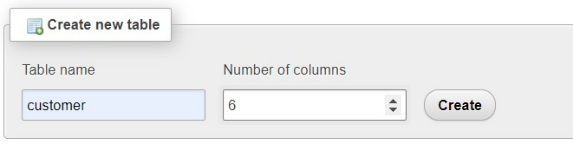 Create new table
Table name Number of columns
customer 6 Create